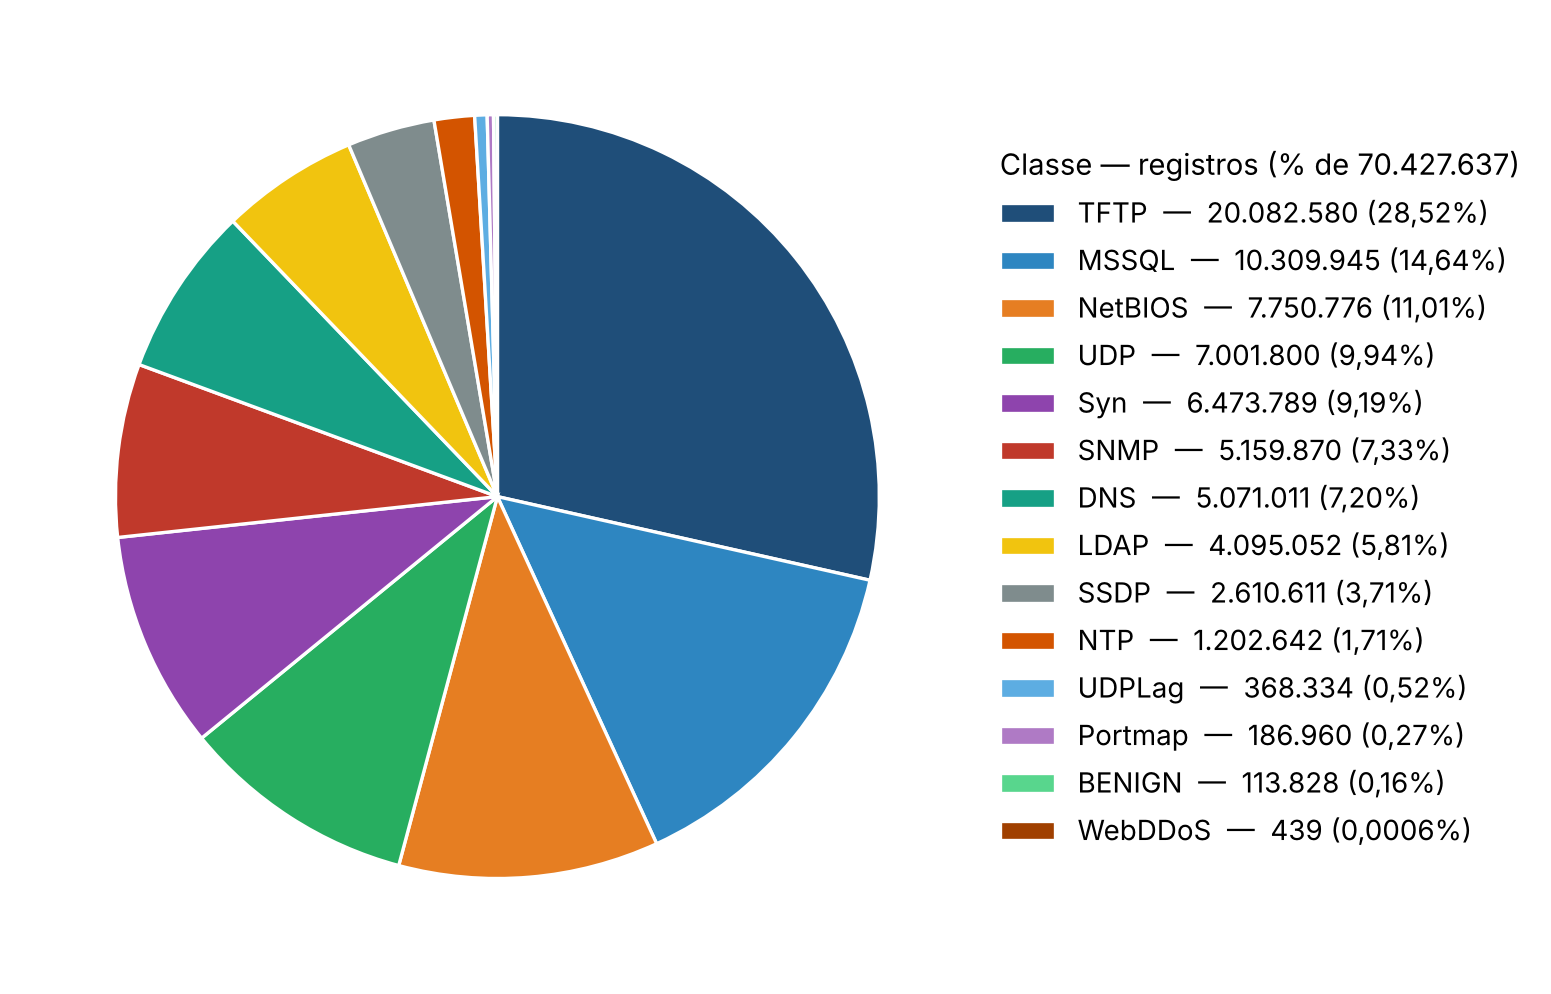 Classe — registros (% de 70.427.637)
TFTP — 20.082.580 (28,52%)
MSSQL — 10.309.945 (14,64%)
NetBIOS — 7.750.776 (11,01%)
UDP — 7.001.800 (9,94%)
Syn — 6.473.789 (9,19%)
SNMP — 5.159.870 (7,33%)
DNS — 5.071.011 (7,20%)
LDAP — 4.095.052 (5,81%)
SSDP — 2.610.611 (3,71%)
NTP — 1.202.642 (1,71%)
UDPLag — 368.334 (0,52%)
Portmap — 186.960 (0,27%)
BENIGN — 113.828 (0,16%)
WebDDoS — 439 (0,0006%)